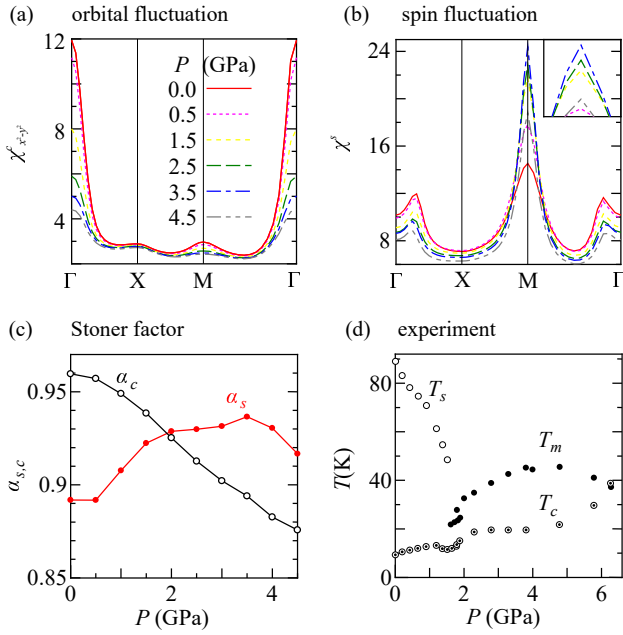 (a) orbital fluctuation
χ^c_{x²-y²}
12
8
4
P (GPa)
0.0
0.5
1.5
2.5
3.5
4.5
Γ X M Γ
(b) spin fluctuation
χ^s
24
16
8
Γ X M Γ
(c) Stoner factor
α_{s,c}
0.95
0.9
0.85
α_c
α_s
0 2 4
P (GPa)
(d) experiment
T(K)
80
40
0
T_s
T_m
T_c
0 2 4 6
P (GPa)